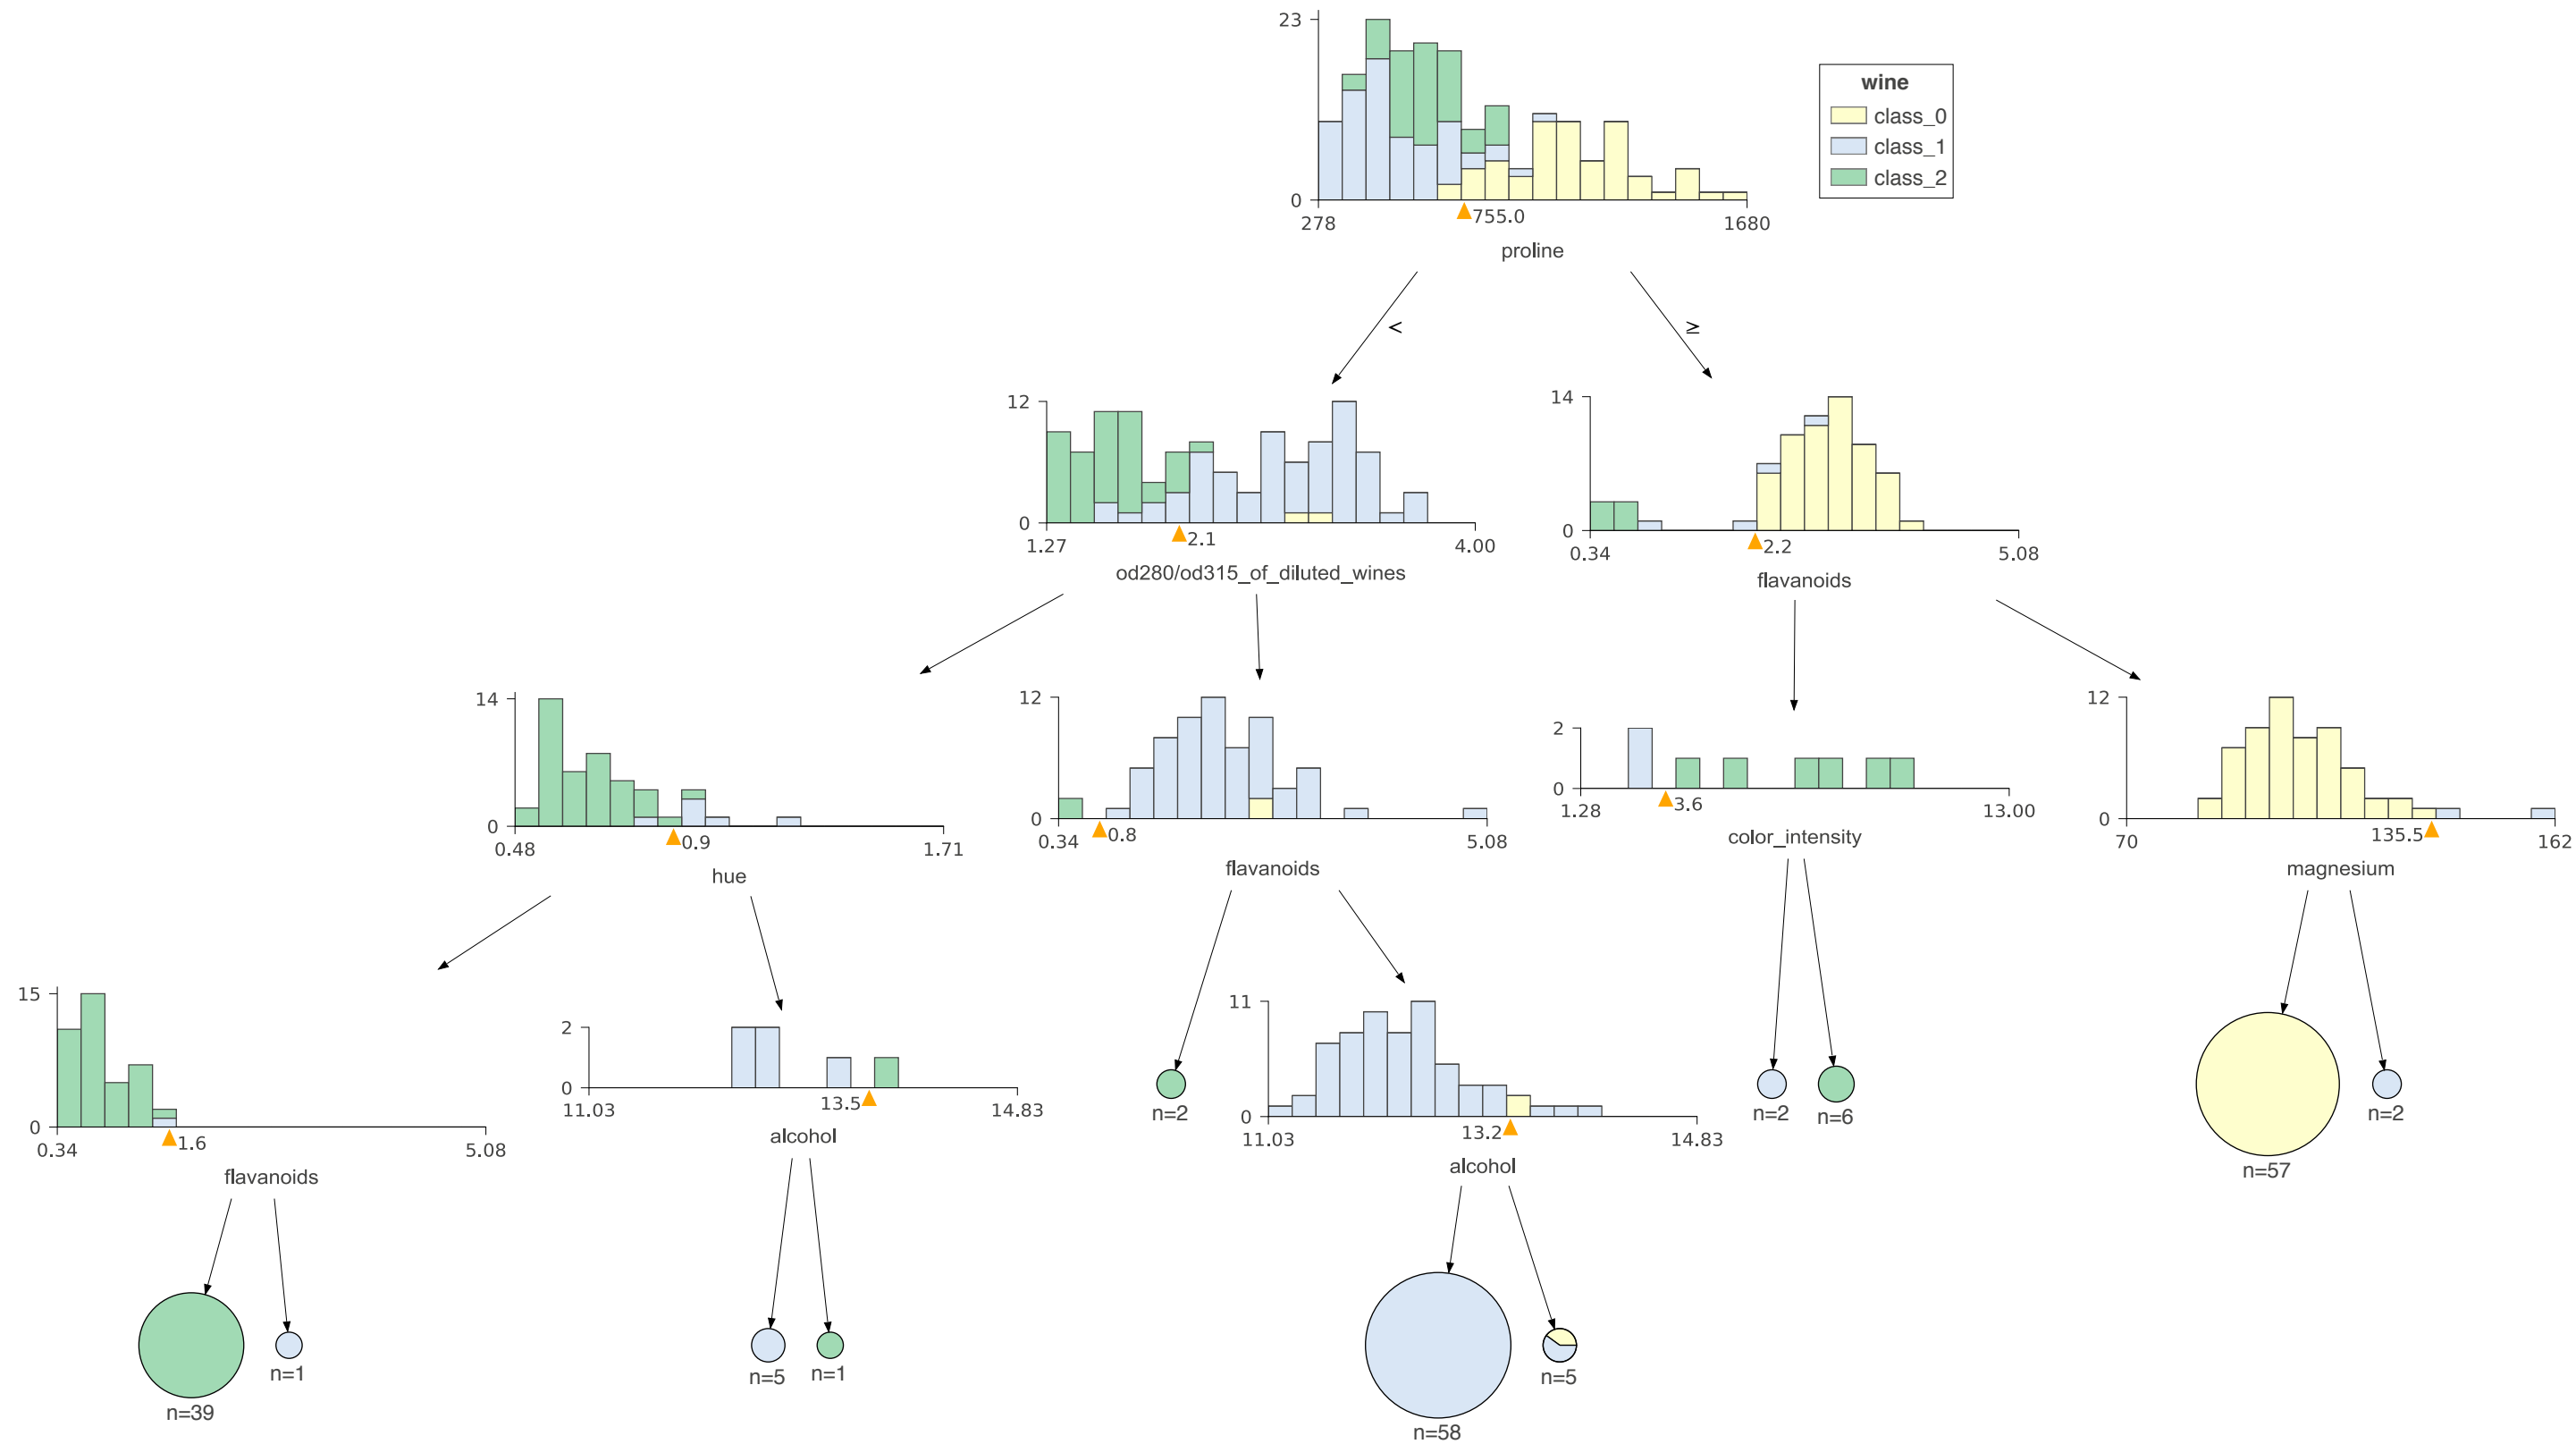 23
0
278
755.0
1680
proline
wine
class_0
class_1
class_2
<
≥
12
0
1.27
2.1
4.00
od280/od315_of_diluted_wines
14
0
0.34
2.2
5.08
flavanoids
14
0
0.48
0.9
1.71
hue
12
0
0.34
0.8
5.08
flavanoids
2
0
1.28
3.6
13.00
color_intensity
12
0
70
135.5
162
magnesium
15
0
0.34
1.6
5.08
flavanoids
2
0
11.03
13.5
14.83
alcohol
n=2
11
0
11.03
13.2
14.83
alcohol
n=2
n=6
n=57
n=2
n=39
n=1
n=5
n=1
n=58
n=5